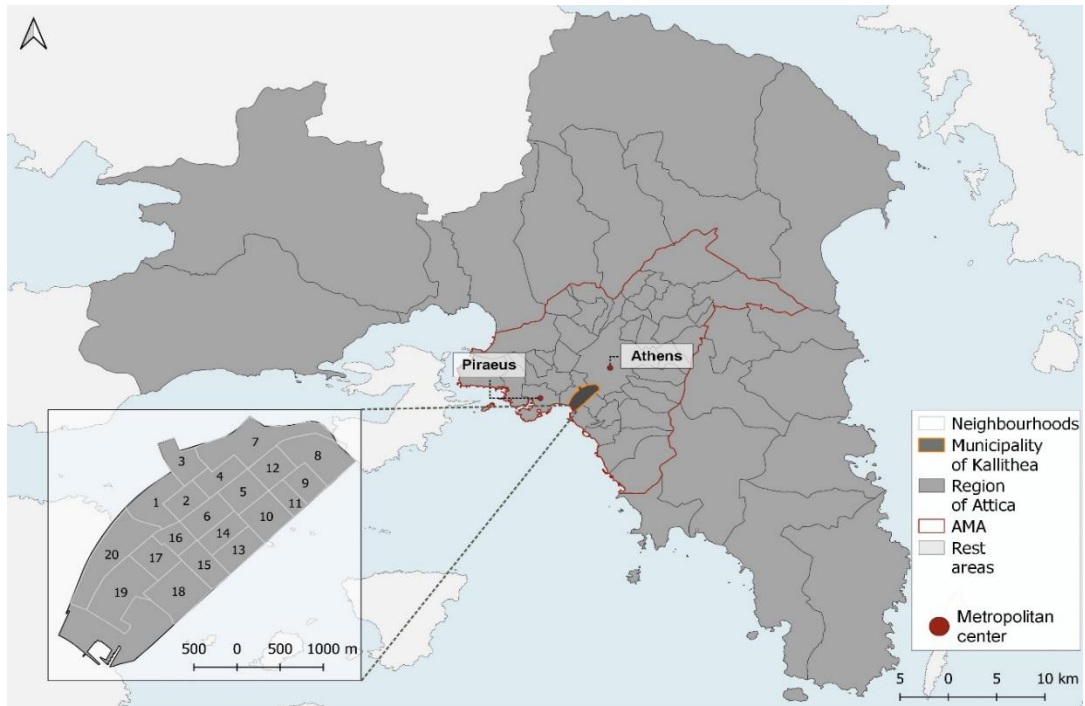 Athens
Piraeus
7
3
8
4
12
9
5
1
2
11
6
10
14
16
13
20
17
15
19
18
500 0 500 1000 m
Neighbourhoods
Municipality
of Kallithea
Region
of Attica
AMA
Rest
areas
Metropolitan
center
5 0 5 10 km